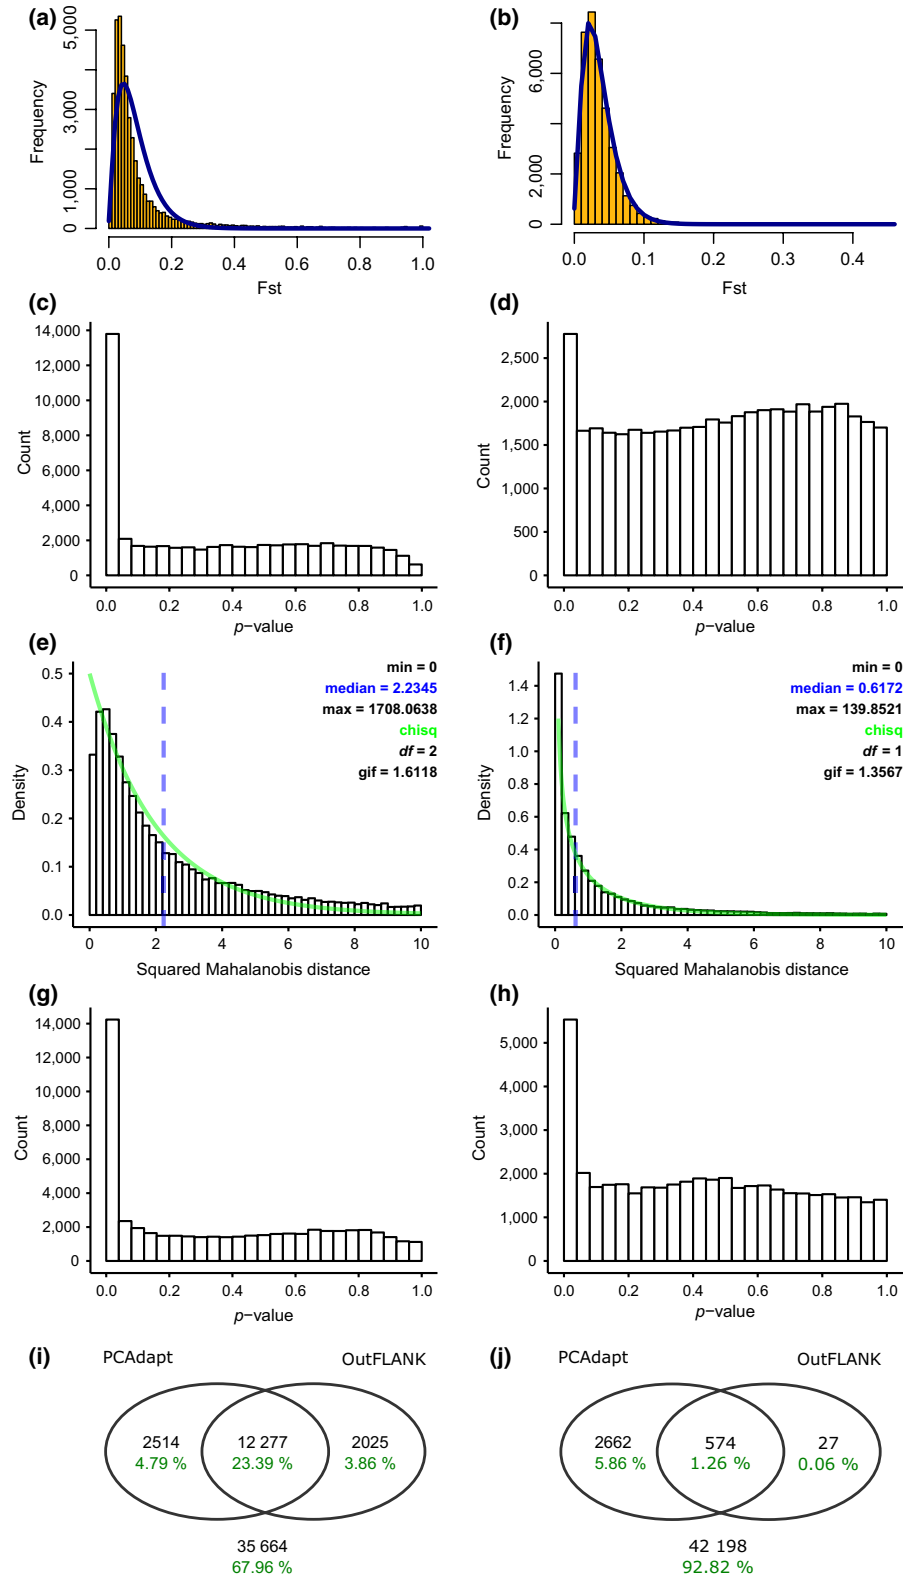 (a)
5,000
3,000
1,000
0
Frequency
0.0 0.2 0.4 0.6 0.8 1.0
Fst
(b)
6,000
2,000
0
Frequency
0.0 0.1 0.2 0.3 0.4
Fst
(c)
14,000
12,000
10,000
8,000
6,000
4,000
2,000
0
Count
0.0 0.2 0.4 0.6 0.8 1.0
p−value
(d)
2,500
2,000
1,500
1,000
500
0
Count
0.0 0.2 0.4 0.6 0.8 1.0
p−value
(e)
min = 0
median = 2.2345
max = 1708.0638
chisq
df = 2
gif = 1.6118
0.5
0.4
0.3
0.2
0.1
0.0
Density
0 2 4 6 8 10
Squared Mahalanobis distance
(f)
min = 0
median = 0.6172
max = 139.8521
chisq
df = 1
gif = 1.3567
1.4
1.2
1.0
0.8
0.6
0.4
0.2
0.0
Density
0 2 4 6 8 10
Squared Mahalanobis distance
(g)
14,000
12,000
10,000
8,000
6,000
4,000
2,000
0
Count
0.0 0.2 0.4 0.6 0.8 1.0
p−value
(h)
5,000
4,000
3,000
2,000
1,000
0
Count
0.0 0.2 0.4 0.6 0.8 1.0
p−value
(i)
PCAdapt OutFLANK
2514 12 277 2025
4.79 % 23.39 % 3.86 %
35 664
67.96 %
(j)
PCAdapt OutFLANK
2662 574 27
5.86 % 1.26 % 0.06 %
42 198
92.82 %